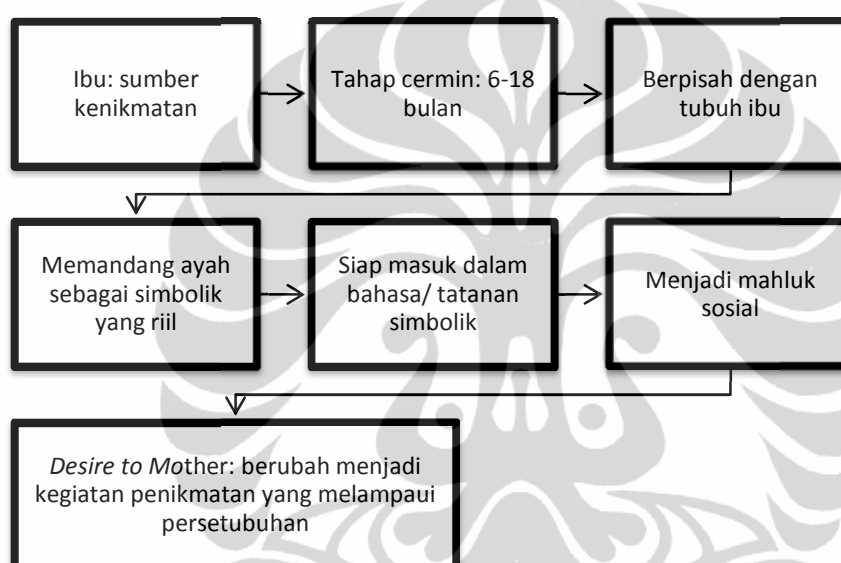 Ibu: sumber
kenikmatan
Tahap cermin: 6-18
bulan
Berpisah dengan
tubuh ibu
Memandang ayah
sebagai simbolik
yang riil
Siap masuk dalam
bahasa/ tatanan
simbolik
Menjadi mahluk
sosial
Desire to Mother: berubah menjadi
kegiatan penikmatan yang melampaui
persetubuhan